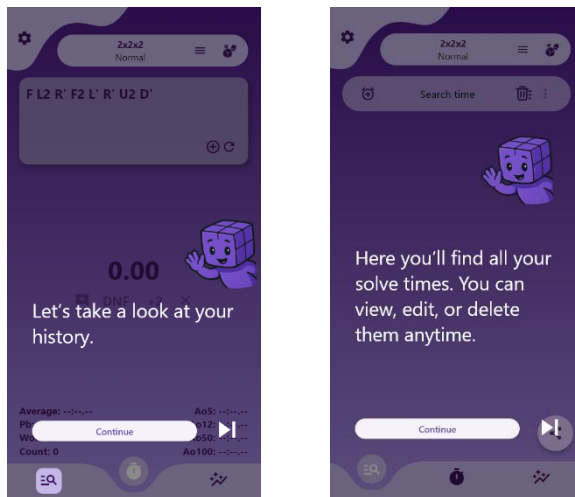 2x2x2
Normal
F L2 R' F2 L' R' U2 D'
0.00
DNF +2
Let's take a look at your
history.
Average: --:--.-- Ao5: --:--.--
Continue
Ao50: --:--.--
Count: 0 Ao100: --:--.--
2x2x2
Normal
Search time
Here you'll find all your
solve times. You can
view, edit, or delete
them anytime.
Continue